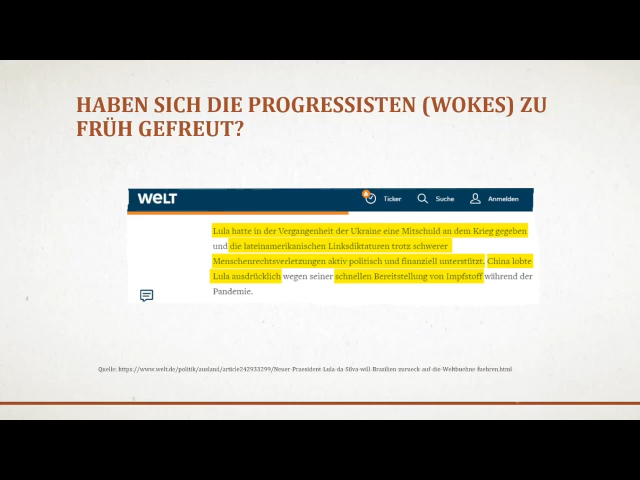 HABEN SICH DIE PROGRESSISTEN (WOKES) ZU
FRÜH GEFREUT?
WELT
6
Ticker
Suche
Anmelden
Lula hatte in der Vergangenheit der Ukraine eine Mitschuld an dem Krieg gegeben
und die lateinamerikanischen Linksdiktaturen trotz schwerer
Menschenrechtsverletzungen aktiv politisch und finanziell unterstützt. China lobte
Lula ausdrücklich wegen seiner schnellen Bereitstellung von Impfstoff während der
Pandemie.
Quelle: https://www.welt.de/politik/ausland/article242933299/Neuer-Praesident-Lula-da-Silva-will-Brasilien-zurueck-auf-die-Weltbuehne-fuehren.html